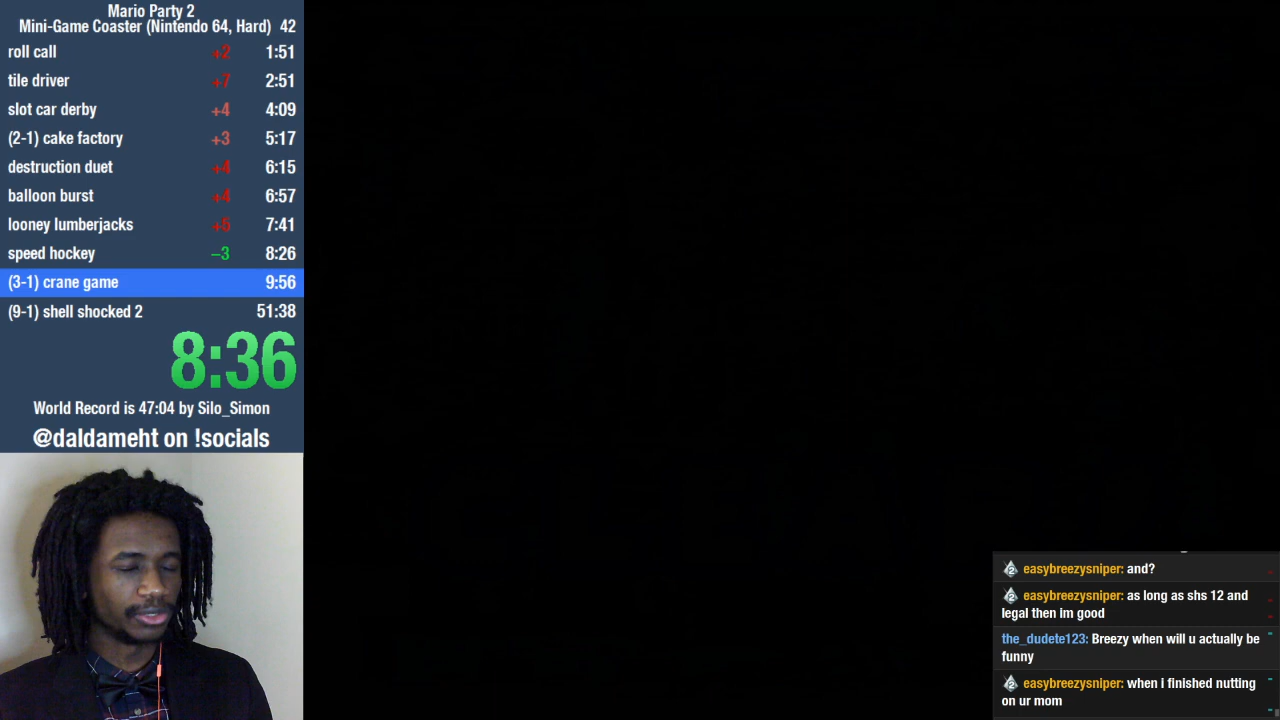 Mario Party 2
Mini-Game Coaster (Nintendo 64, Hard) 42
roll call +2 1:51
tile driver +7 2:51
slot car derby +4 4:09
(2-1) cake factory +3 5:17
destruction duet +4 6:15
balloon burst +4 6:57
looney lumberjacks +5 7:41
speed hockey −3 8:26
(3-1) crane game 9:56
(9-1) shell shocked 2 51:38
8:36
World Record is 47:04 by Silo_Simon
@daldameht on !socials
easybreezysniper: and?
easybreezysniper: as long as shs 12 and
legal then im good
the_dudete123: Breezy when will u actually be
funny
easybreezysniper: when i finished nutting
on ur mom